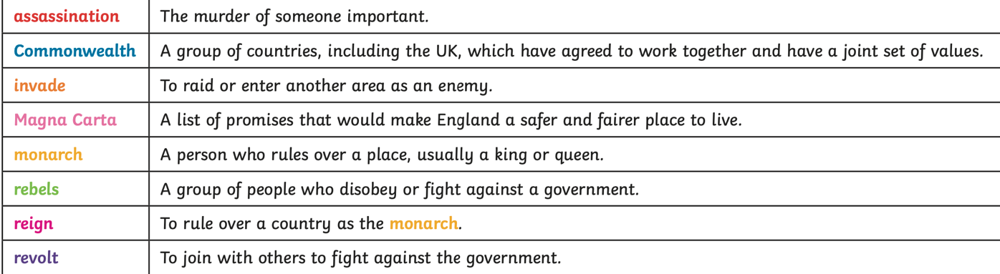 assassination The murder of someone important.
Commonwealth A group of countries, including the UK, which have agreed to work together and have a joint set of values.
invade To raid or enter another area as an enemy.
Magna Carta A list of promises that would make England a safer and fairer place to live.
monarch A person who rules over a place, usually a king or queen.
rebels A group of people who disobey or fight against a government.
reign To rule over a country as the monarch.
revolt To join with others to fight against the government.